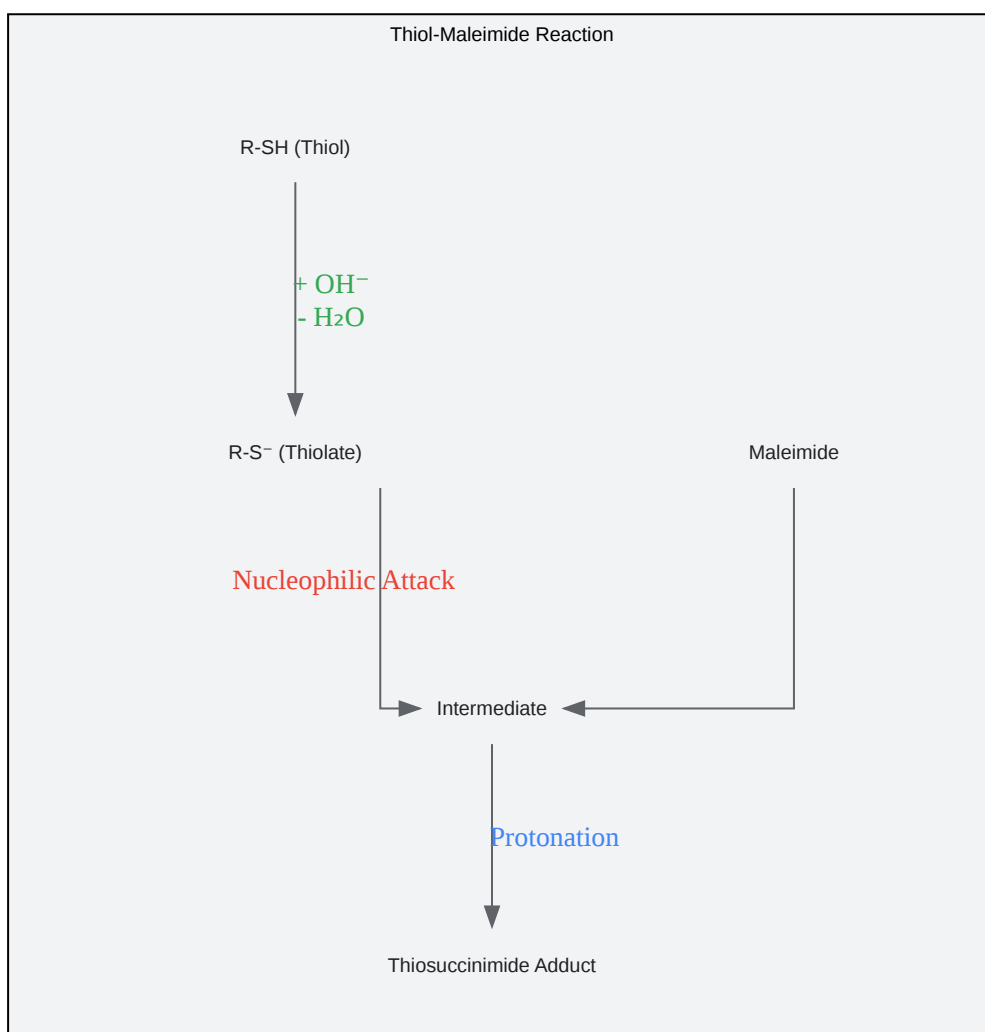 Thiol-Maleimide Reaction
R-SH (Thiol)
+ OH⁻
- H₂O
R-S⁻ (Thiolate)
Maleimide
Nucleophilic Attack
Intermediate
Protonation
Thiosuccinimide Adduct